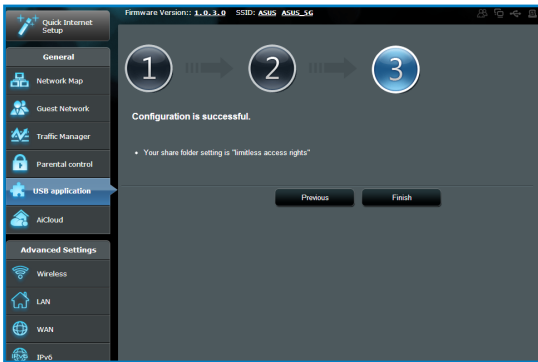 Quick Internet
Setup
Firmware Version:: 1.0.3.0 SSID: ASUS ASUS_5G
General
Network Map
Guest Network
Traffic Manager
Parental control
USB application
AiCloud
Advanced Settings
Wireless
LAN
WAN
IPv6
1
2
3
Configuration is successful.
• Your share folder setting is "limitless access rights"
Previous
Finish